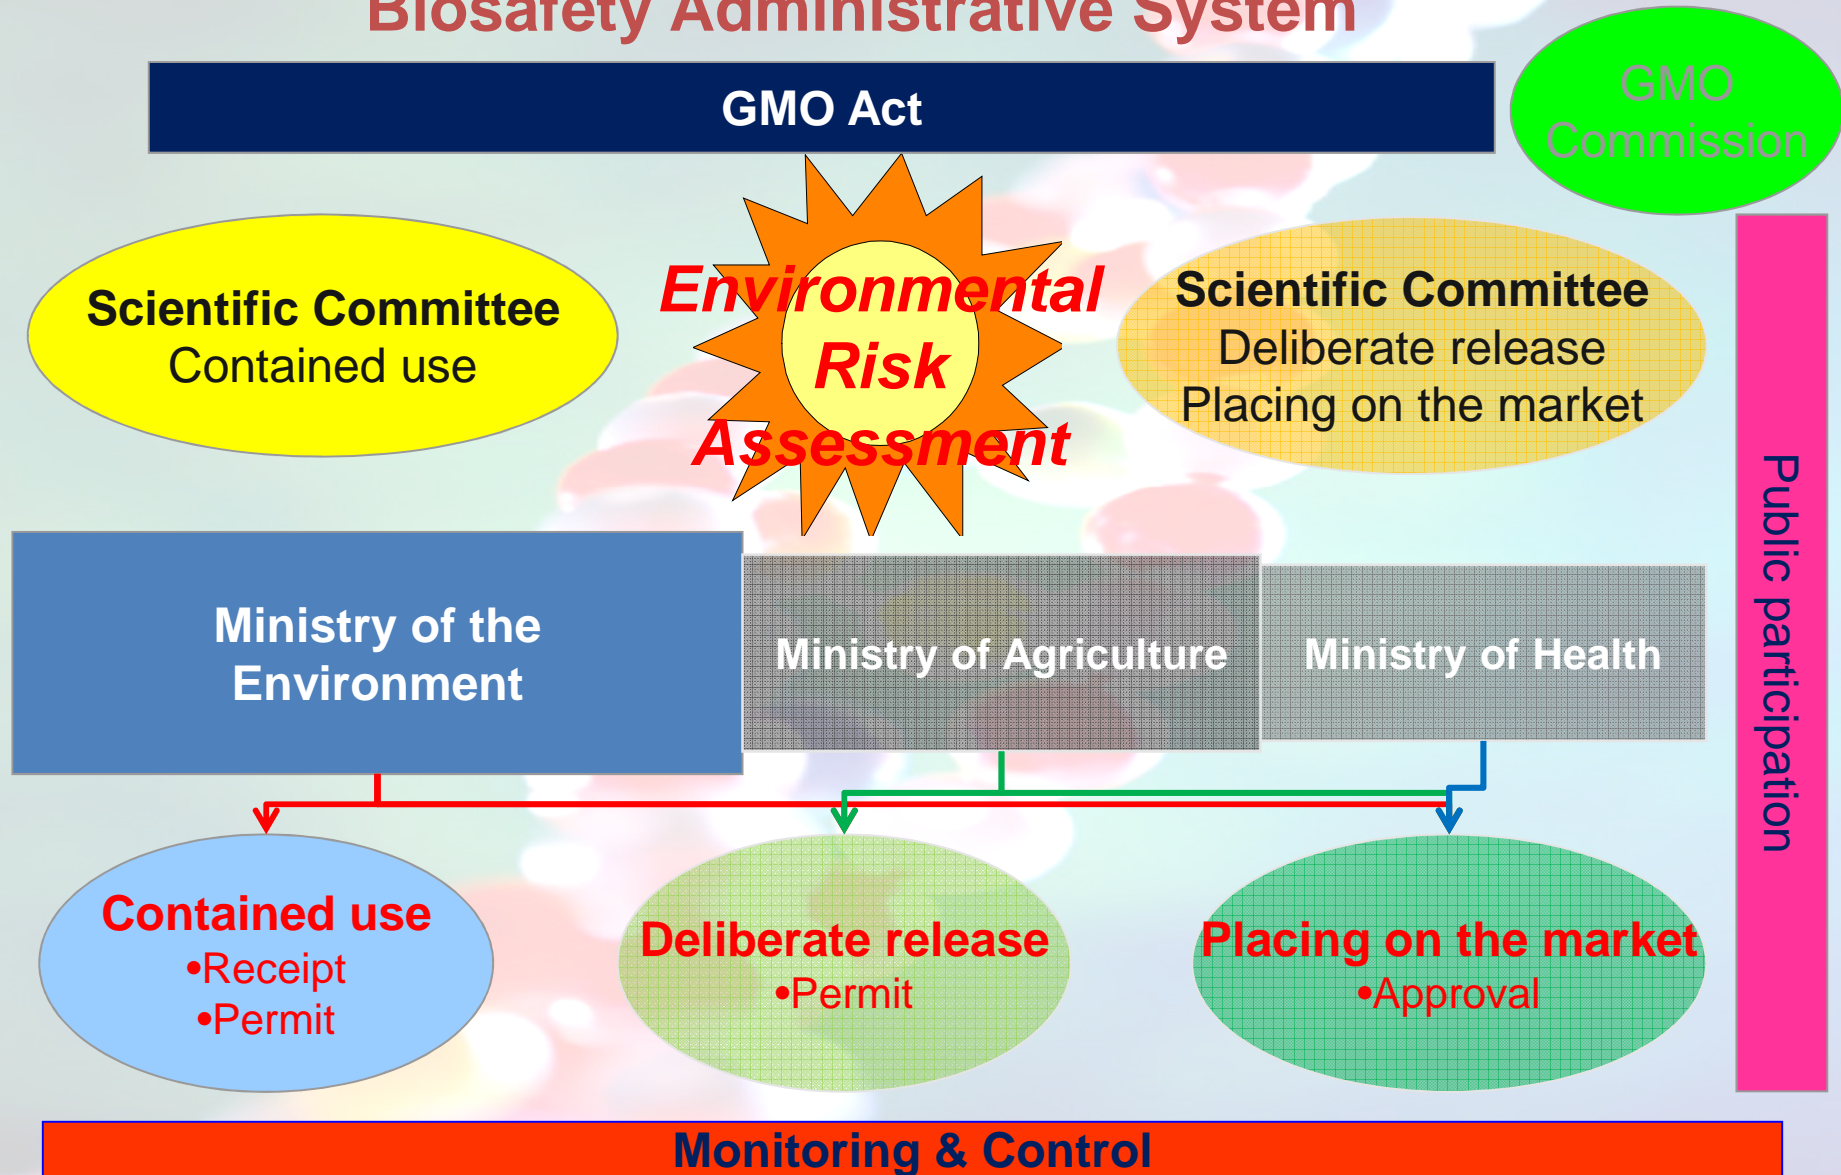 Biosafety Administrative System
GMO Act
GMO
Commission
Scientific Committee
Contained use
Environmental
Risk
Assessment
Scientific Committee
Deliberate release
Placing on the market
Public participation
Ministry of the
Environment
Ministry of Agriculture
Ministry of Health
Contained use
•Receipt
•Permit
Deliberate release
•Permit
Placing on the market
•Approval
Monitoring & Control